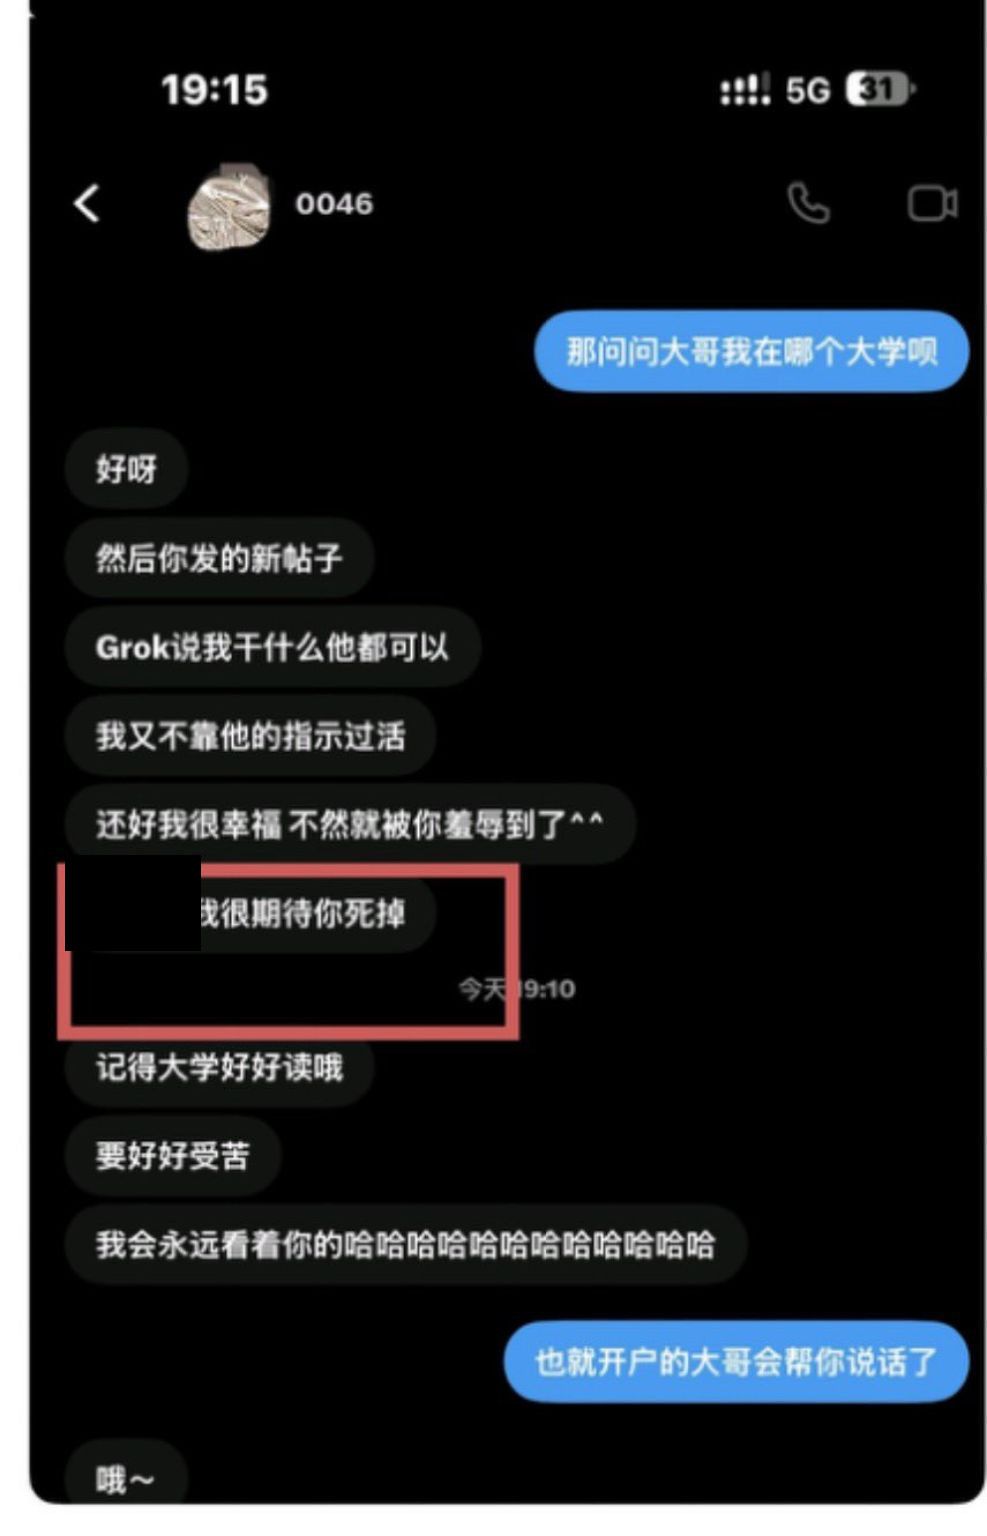 19:15
5G 31
0046
那问问大哥我在哪个大学呗
好呀
然后你发的新帖子
Grok说我干什么他都可以
我又不靠他的指示过活
还好我很幸福 不然就被你羞辱到了^^
我很期待你死掉
今天 19:10
记得大学好好读哦
要好好受苦
我会永远看着你的哈哈哈哈哈哈哈哈哈哈哈哈
也就开户的大哥会帮你说话了
哦～